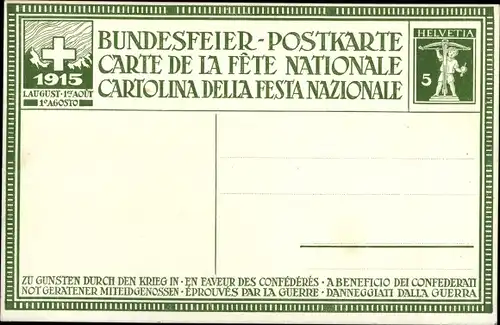 BUNDESFEIER-POSTKARTE
CARTE DE LA FÊTE NATIONALE
CARTOLINA DELLA FESTA NAZIONALE
1915
1.AUGUST·1ER AOÛT
1º AGOSTO
HELVETIA
5
ZU GUNSTEN DURCH DEN KRIEG IN · EN FAVEUR DES CONFÉDÉRÉS · A BENEFICIO DEI CONFEDERATI
NOT GERATENER MITEIDGENOSSEN · ÉPROUVÉS PAR LA GUERRE · DANNEGGIATI DALLA GUERRA